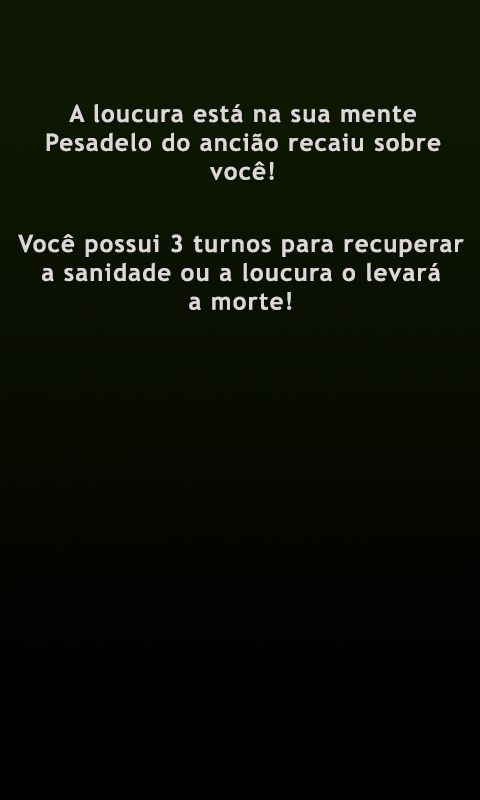 A loucura está na sua mente
Pesadelo do ancião recaiu sobre
você!
Você possui 3 turnos para recuperar
a sanidade ou a loucura o levará
a morte!